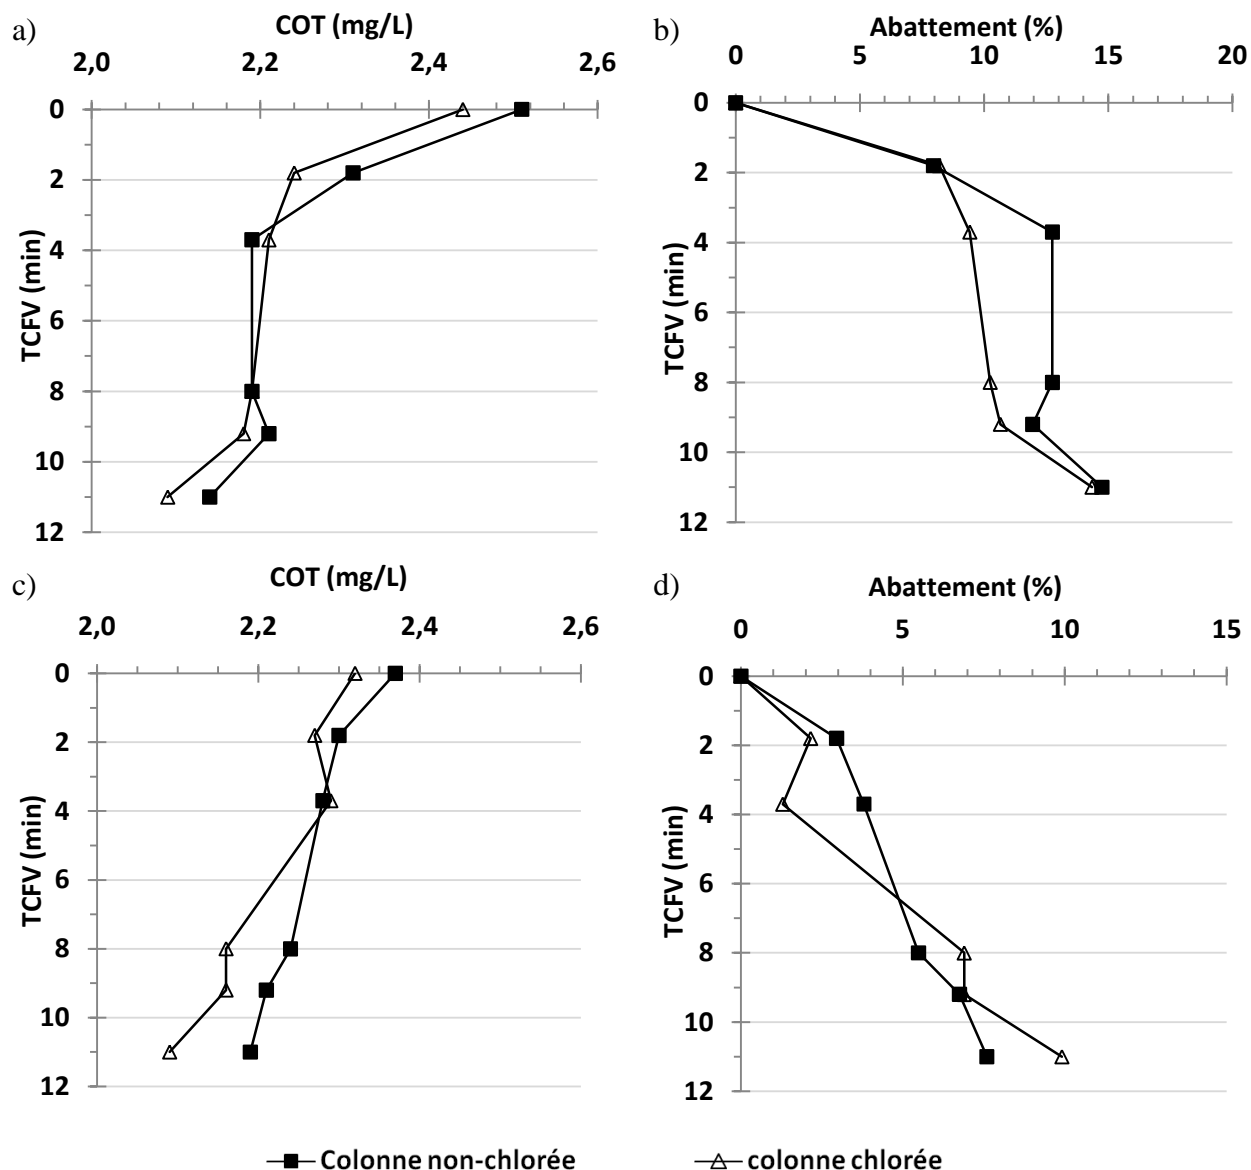 a)
COT (mg/L)
2,0 2,2 2,4 2,6
0
2
4
6
8
10
12
TCFV (min)
b)
Abattement (%)
0 5 10 15 20
0
2
4
6
8
10
12
TCFV (min)
c)
COT (mg/L)
2,0 2,2 2,4 2,6
0
2
4
6
8
10
12
TCFV (min)
d)
Abattement (%)
0 5 10 15
0
2
4
6
8
10
12
TCFV (min)
Colonne non-chlorée
colonne chlorée